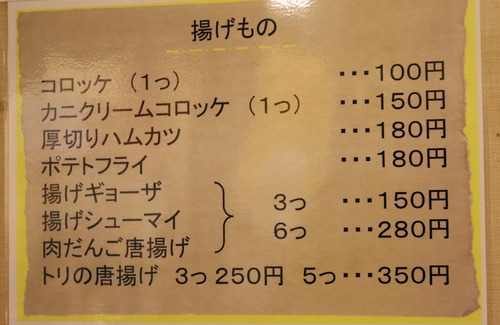 揚げもの
コロッケ （1つ） ･･･100円
カニクリームコロッケ （1つ） ･･･150円
厚切りハムカツ ･･･180円
ポテトフライ ･･･180円
揚げギョーザ
揚げシューマイ
肉だんご唐揚げ
3つ ･･･150円
6つ ･･･280円
トリの唐揚げ 3つ 250円 5つ ･･･350円